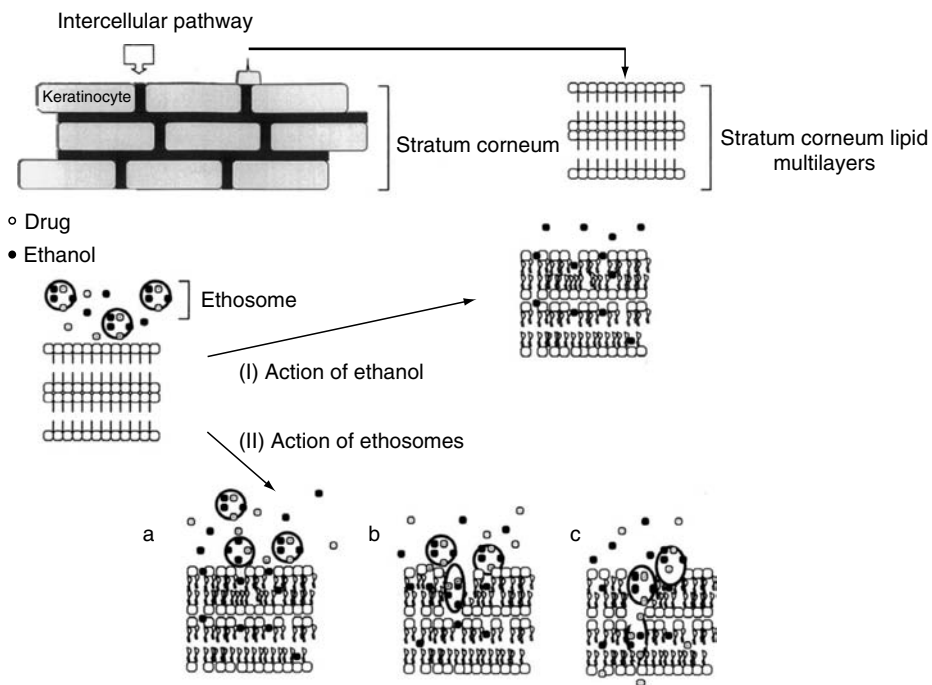 Intercellular pathway
Keratinocyte
Stratum corneum
Stratum corneum lipid
multilayers
Drug
Ethanol
Ethosome
(I) Action of ethanol
(II) Action of ethosomes
a
b
c